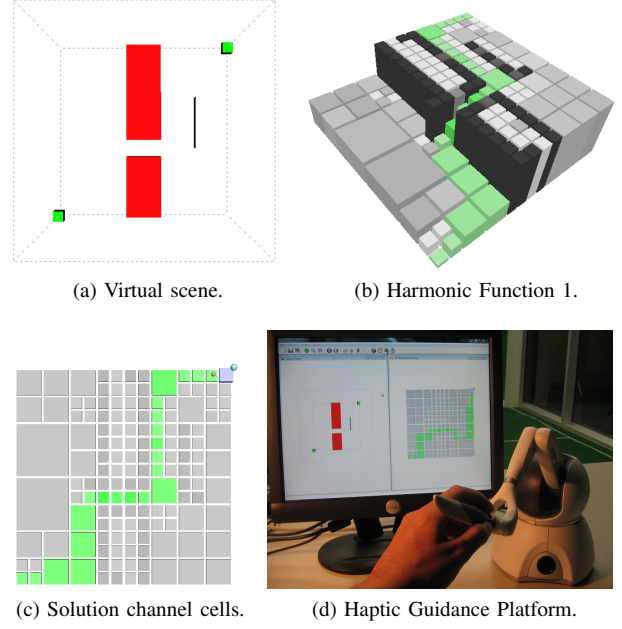 (a) Virtual scene.
(b) Harmonic Function 1.
(c) Solution channel cells.
(d) Haptic Guidance Platform.